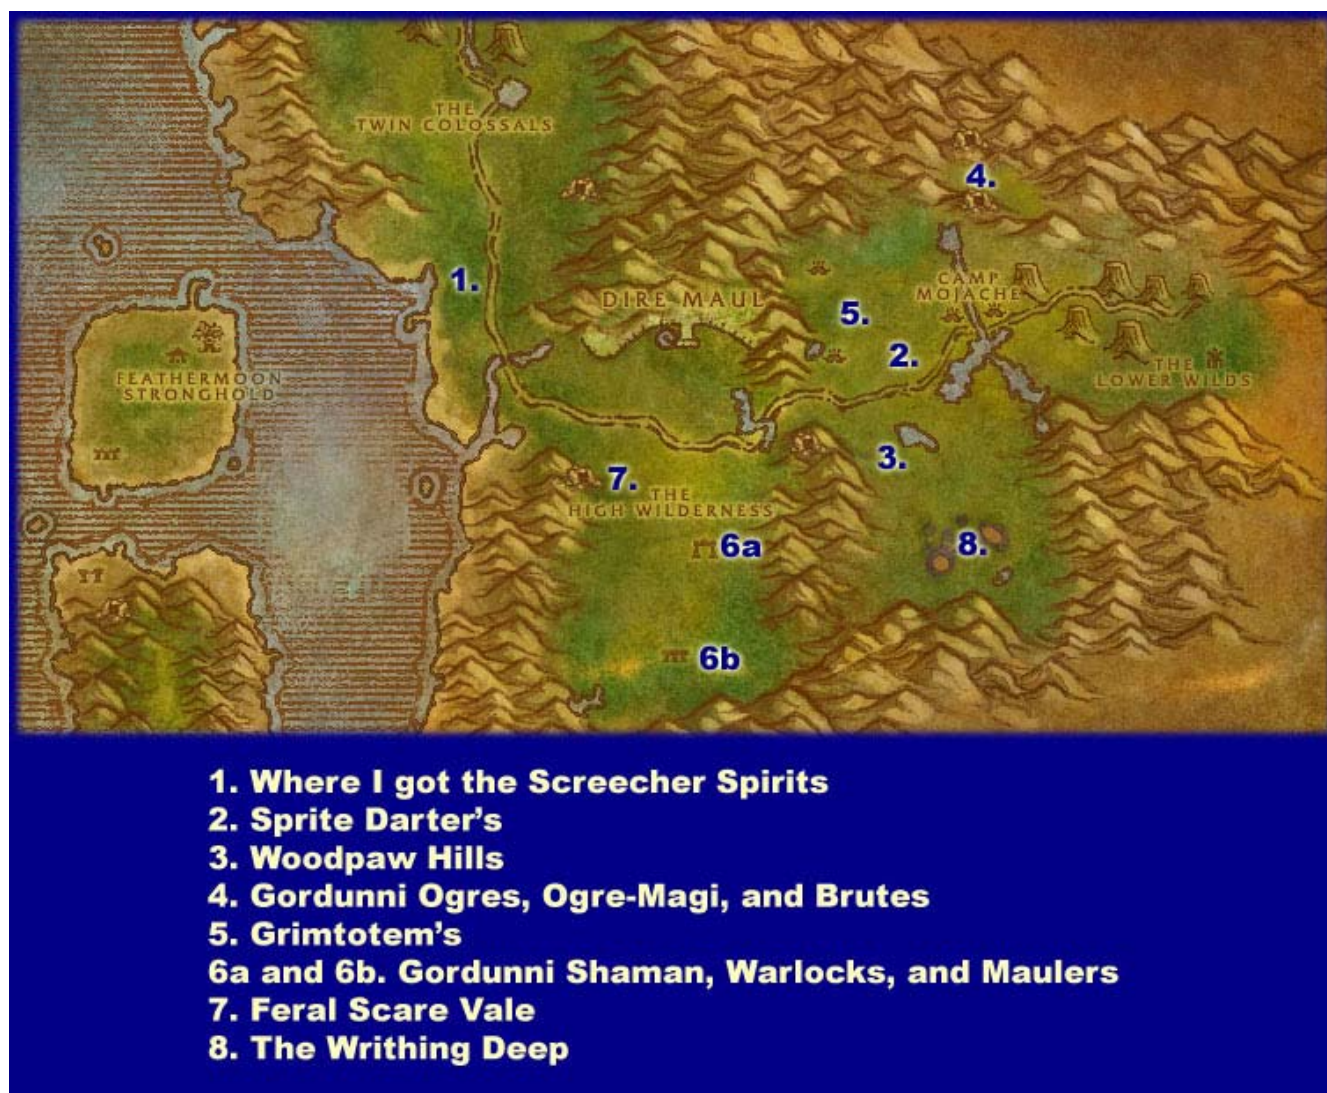 THE
TWIN COLOSSALS
4.
1.
CAMP
MOJACHE
DIRE MAUL
5.
2.
FEATHERMOON
STRONGHOLD
THE
LOWER WILDS
3.
7.
THE
HIGH WILDERNESS
6a
8.
6b
1. Where I got the Screecher Spirits
2. Sprite Darter’s
3. Woodpaw Hills
4. Gordunni Ogres, Ogre-Magi, and Brutes
5. Grimtotem’s
6a and 6b. Gordunni Shaman, Warlocks, and Maulers
7. Feral Scare Vale
8. The Writhing Deep